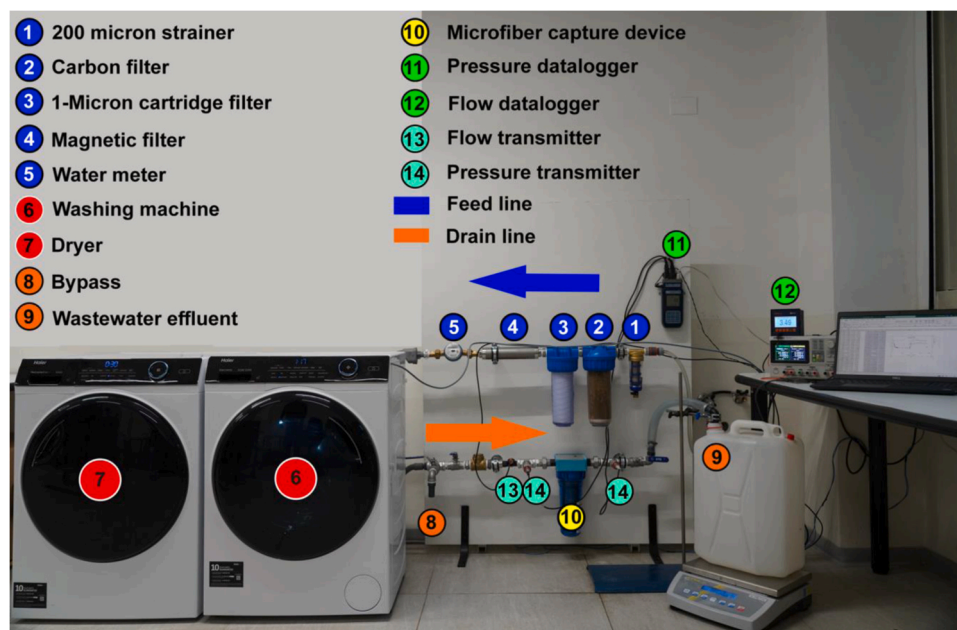 1 200 micron strainer
2 Carbon filter
3 1-Micron cartridge filter
4 Magnetic filter
5 Water meter
6 Washing machine
7 Dryer
8 Bypass
9 Wastewater effluent
10 Microfiber capture device
11 Pressure datalogger
12 Flow datalogger
13 Flow transmitter
14 Pressure transmitter
Feed line
Drain line
11
12
5 4 3 2 1
Haier
Haier
7
6
9
13 14
14
10
8
10
10